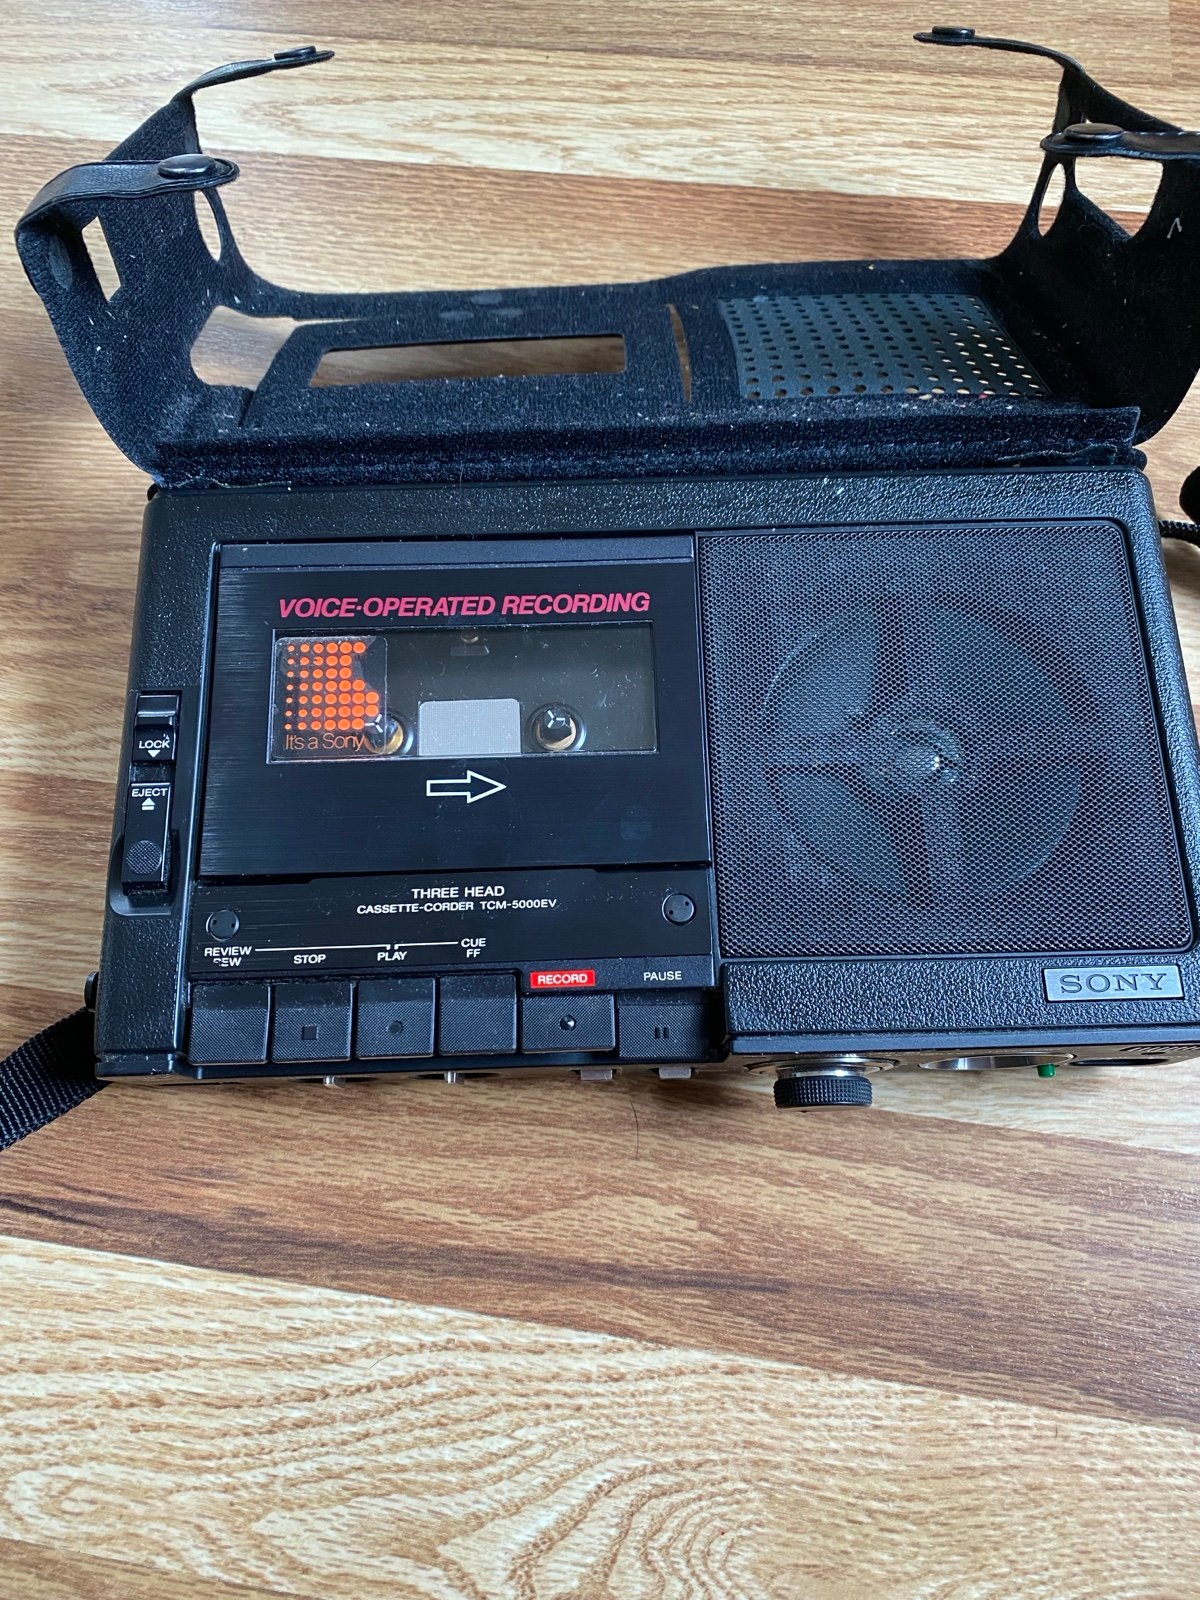 VOICE-OPERATED RECORDING
It's a Sony
LOCK
EJECT
THREE HEAD
CASSETTE-CORDER TCM-5000EV
REVIEW
REW
STOP
PLAY
CUE
FF
RECORD
PAUSE
SONY